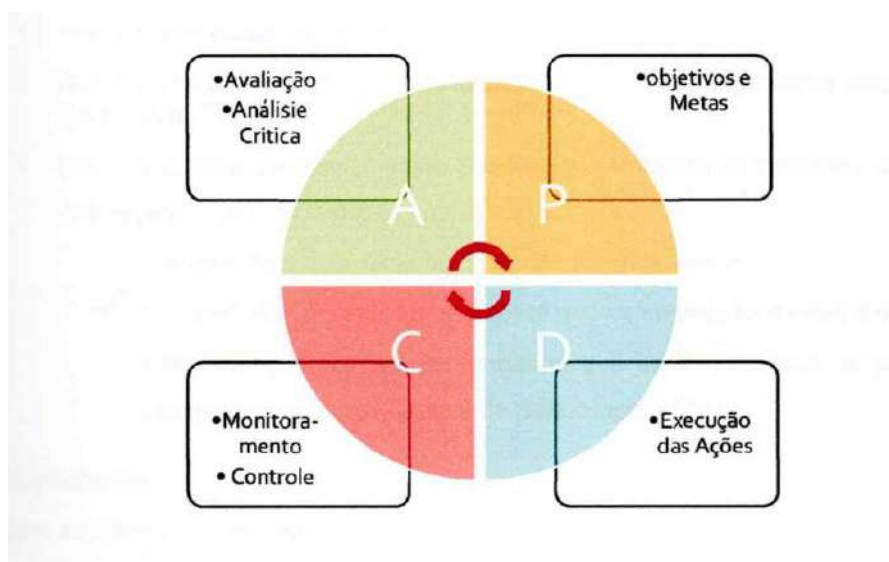 •Avaliação
•Análisie
Critica
•objetivos e
Metas
A
P
C
D
•Monitora-
mento
• Controle
•Execução
das Ações